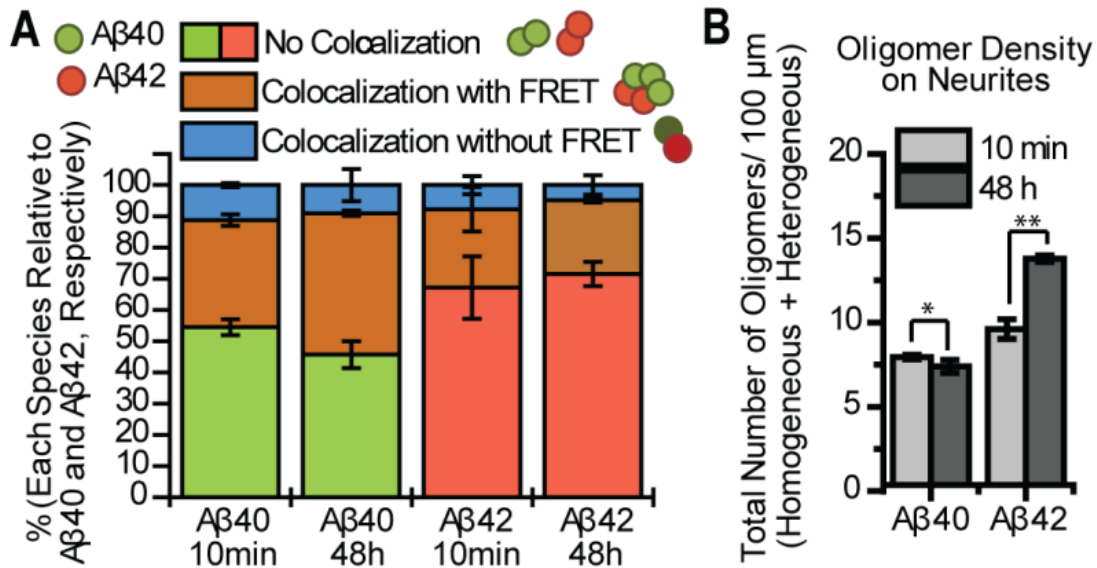 A
Aβ40
Aβ42
No Colocalization
Colocalization with FRET
Colocalization without FRET
% (Each Species Relative to
Aβ40 and Aβ42, Respectively)
100
90
80
70
60
50
40
30
20
10
0
Aβ40
10min
Aβ40
48h
Aβ42
10min
Aβ42
48h
B
Oligomer Density
on Neurites
10 min
48 h
Total Number of Oligomers/ 100 μm
(Homogeneous + Heterogeneous)
20
15
10
5
0
*
**
Aβ40
Aβ42